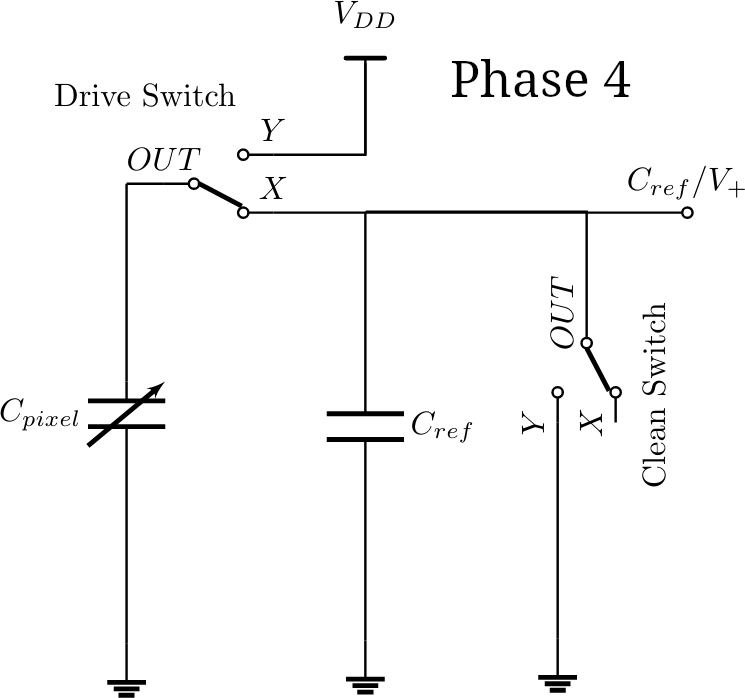 V_{DD}
Phase 4
Drive Switch
Y
OUT
X
C_{ref}/V_+
OUT
Clean Switch
C_{pixel}
C_{ref}
Y
X